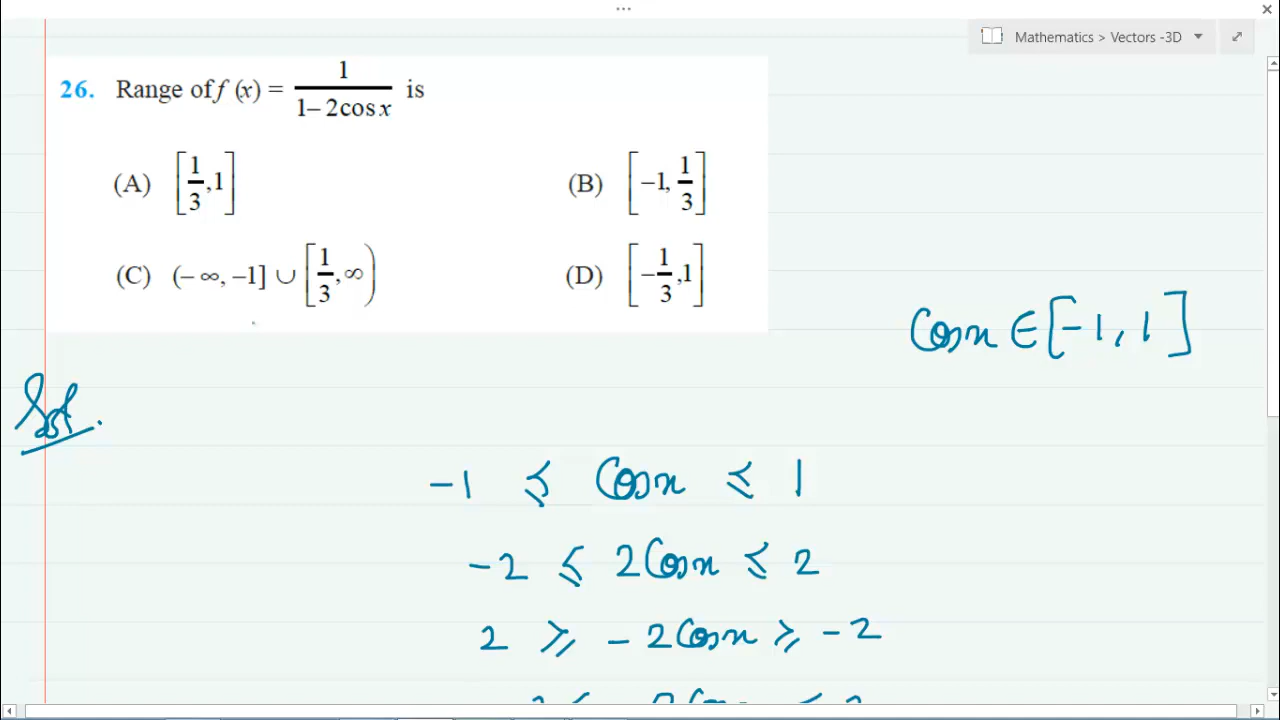 Mathematics > Vectors -3D
26. Range of f (x) = 1/(1– 2cos x) is
(A) [1/3, 1]
(B) [–1, 1/3]
(C) (– ∞, –1] ∪ [1/3, ∞)
(D) [–1/3, 1]
Cosx ∈ [-1, 1]
Sol.
-1 ≤ Cosx ≤ 1
-2 ≤ 2Cosx ≤ 2
2 ≥ -2Cosx ≥ -2